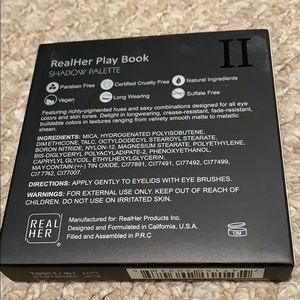 RealHer Play Book
SHADOW PALETTE
II
Paraben Free
Certified Cruelty Free
Natural Ingredients
Vegan
Long Wearing
Sulfate Free
Featuring richly-pigmented hues and sexy combinations designed for all eye
colors and skin tones. Delight in longwearing, crease-resistant, fade-resistant,
buildable colors in textures ranging from velvety smooth matte to metallic
sheen.
INGREDIENTS: MICA, HYDROGENATED POLYISOBUTENE,
DIMETHICONE, TALC, OCTYLDODECYL STEAROYL STEARATE,
BORON NITRIDE, NYLON-12, MAGNESIUM STEARATE, POLYETHYLENE,
BIS-DIGLYCERYL POLYACYLADIPATE-2, PHENOXYETHANOL,
CAPRYLYL GLYCOL, ETHYLHEXYLGLYCERIN,
MAY CONTAIN (+/-) TIN OXIDE, CI77891, CI77491, CI77492, CI77499,
CI 77742, CI77007.
DIRECTIONS: APPLY GENTLY TO EYELIDS WITH EYE BRUSHES.
WARNINGS: FOR EXTERNAL USE ONLY. KEEP OUT OF REACH OF
CHILDREN. DO NOT USE ON IRRITATED SKIN.
REAL
HER
Manufactured for: RealHer Products Inc.
Designed and Formulated in California, U.S.A.
Filled and Assembled in P.R.C
12M